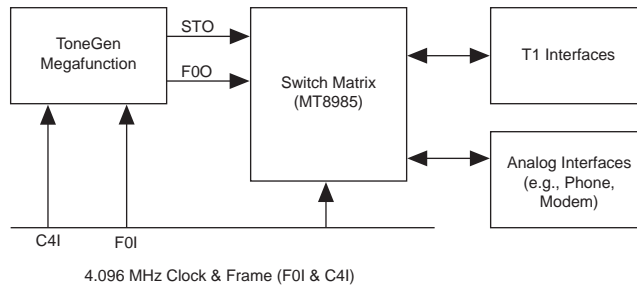 ToneGen
Megafunction
STO
F0O
Switch Matrix
(MT8985)
T1 Interfaces
Analog Interfaces
(e.g., Phone,
Modem)
C4I
F0I
4.096 MHz Clock & Frame (F0I & C4I)